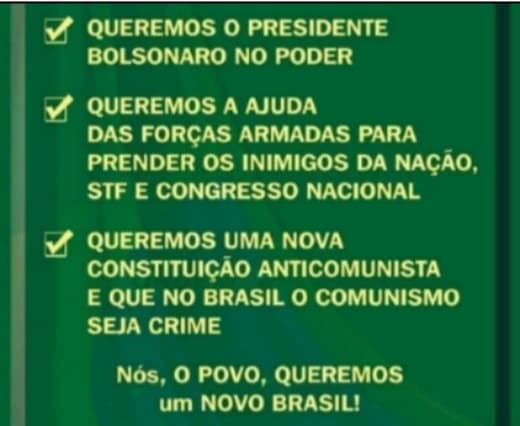 QUEREMOS O PRESIDENTE
BOLSONARO NO PODER
QUEREMOS A AJUDA
DAS FORÇAS ARMADAS PARA
PRENDER OS INIMIGOS DA NAÇÃO,
STF E CONGRESSO NACIONAL
QUEREMOS UMA NOVA
CONSTITUIÇÃO ANTICOMUNISTA
E QUE NO BRASIL O COMUNISMO
SEJA CRIME
Nós, O POVO, QUEREMOS
um NOVO BRASIL!